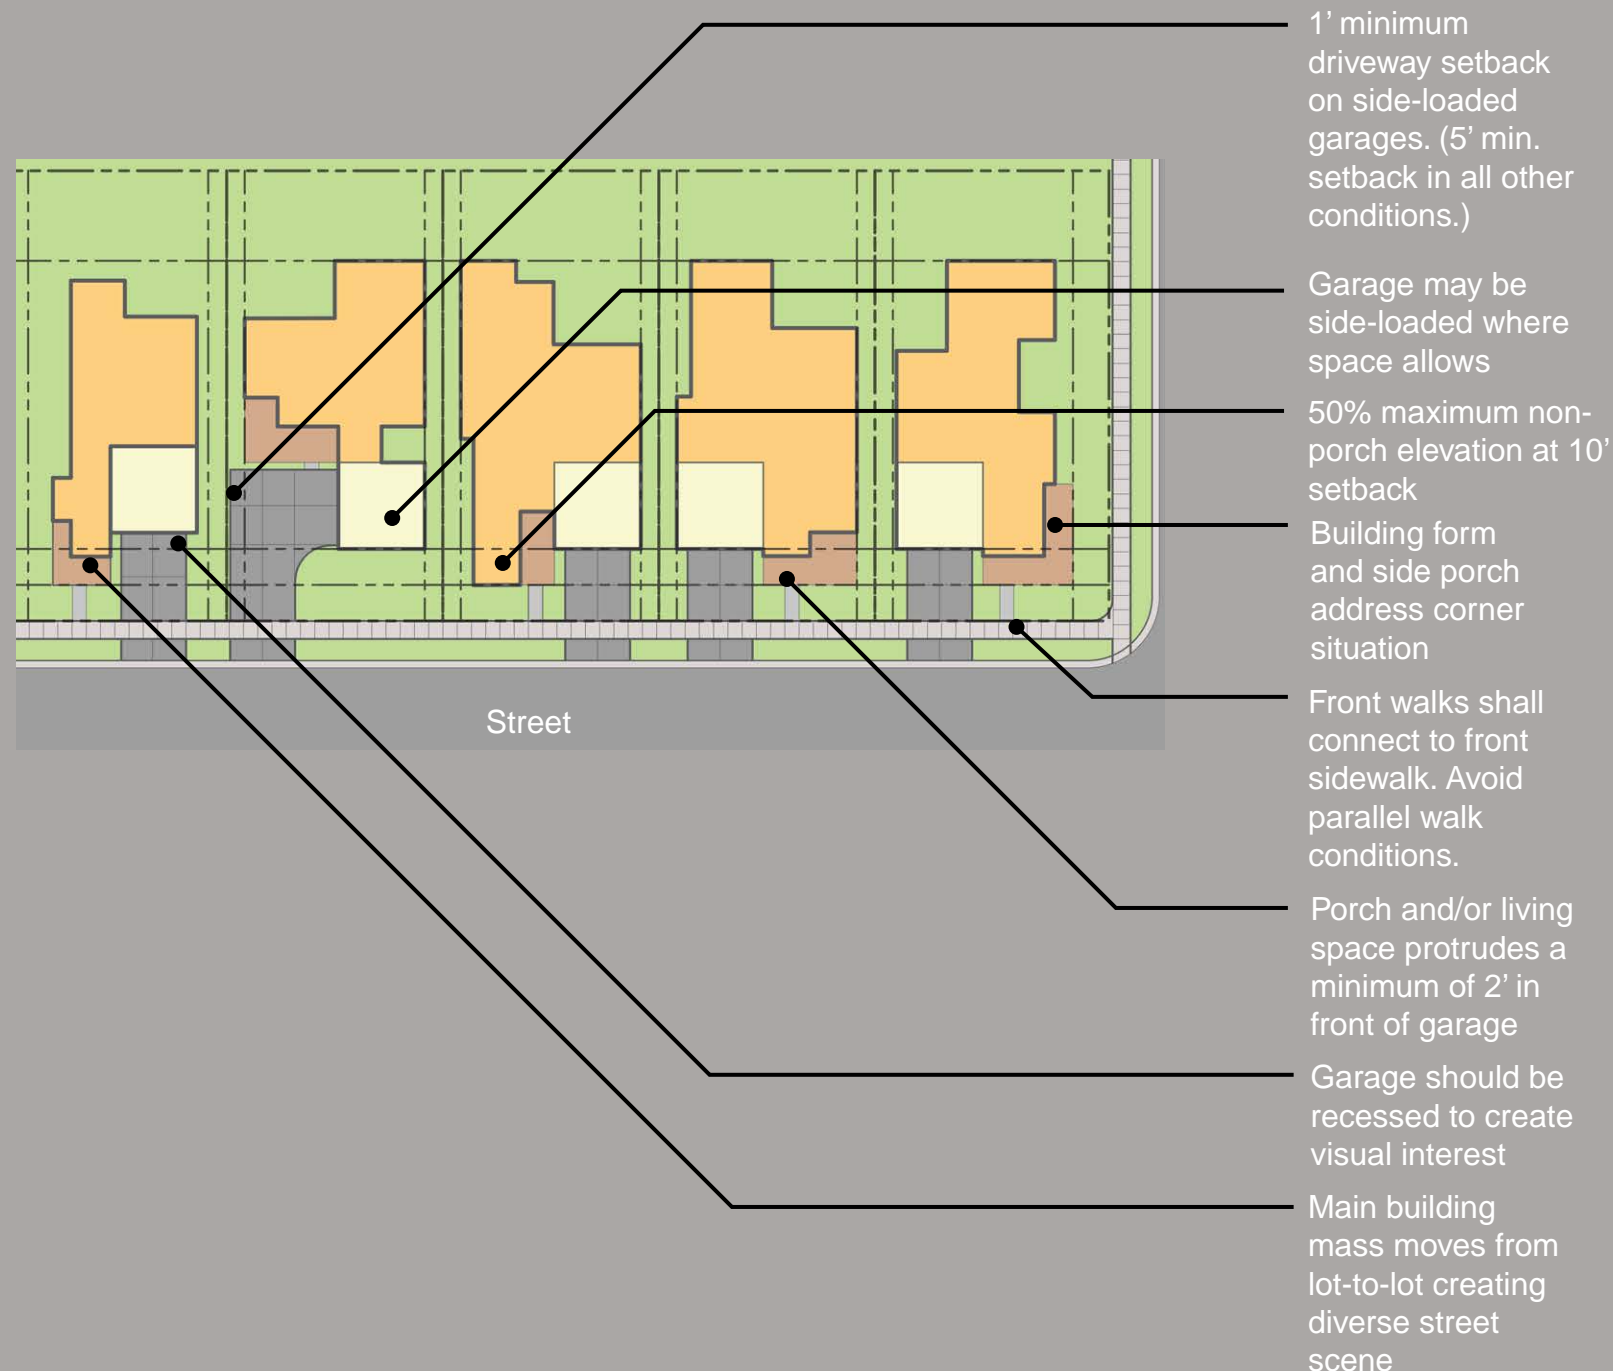 1’ minimum
driveway setback
on side-loaded
garages. (5’ min.
setback in all other
conditions.)
Garage may be
side-loaded where
space allows
50% maximum non-
porch elevation at 10’
setback
Building form
and side porch
address corner
situation
Front walks shall
connect to front
sidewalk. Avoid
parallel walk
conditions.
Porch and/or living
space protrudes a
minimum of 2’ in
front of garage
Garage should be
recessed to create
visual interest
Main building
mass moves from
lot-to-lot creating
diverse street
scene
Street